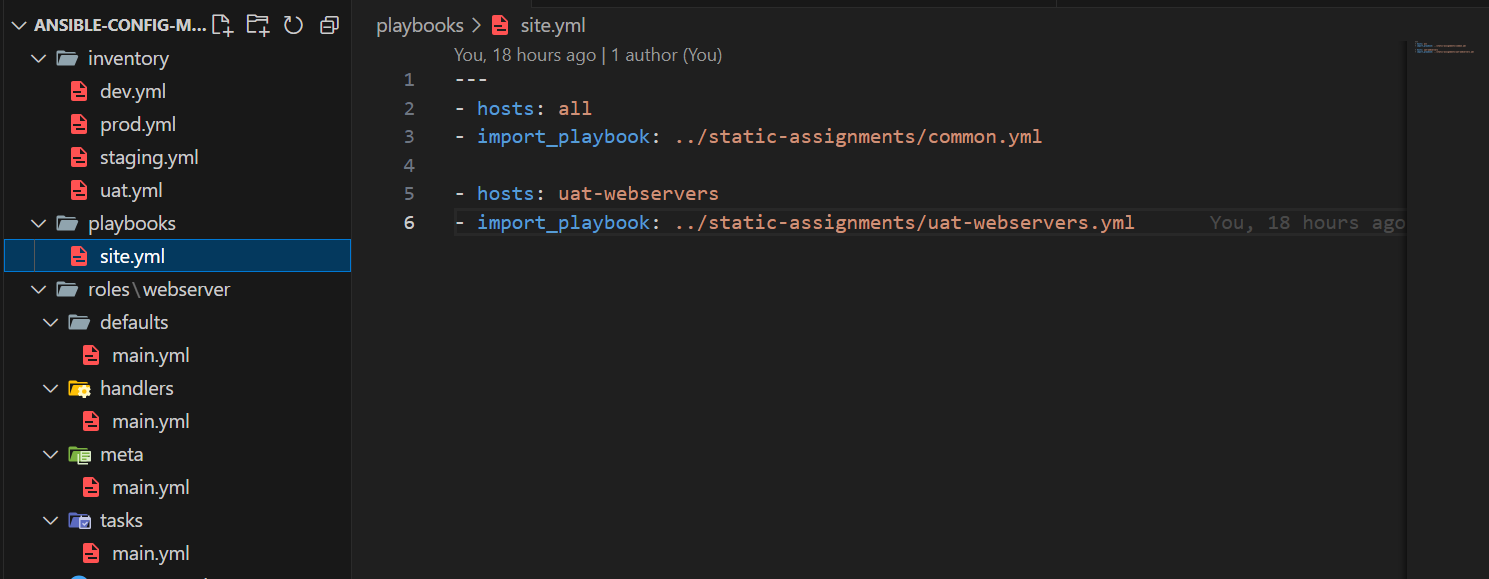 ANSIBLE-CONFIG-M...
inventory
dev.yml
prod.yml
staging.yml
uat.yml
playbooks
site.yml
roles\webserver
defaults
main.yml
handlers
main.yml
meta
main.yml
tasks
main.yml
playbooks > site.yml
You, 18 hours ago | 1 author (You)
1 ---
2 - hosts: all
3 - import_playbook: ../static-assignments/common.yml
4
5 - hosts: uat-webservers
6 - import_playbook: ../static-assignments/uat-webservers.yml You, 18 hours ago